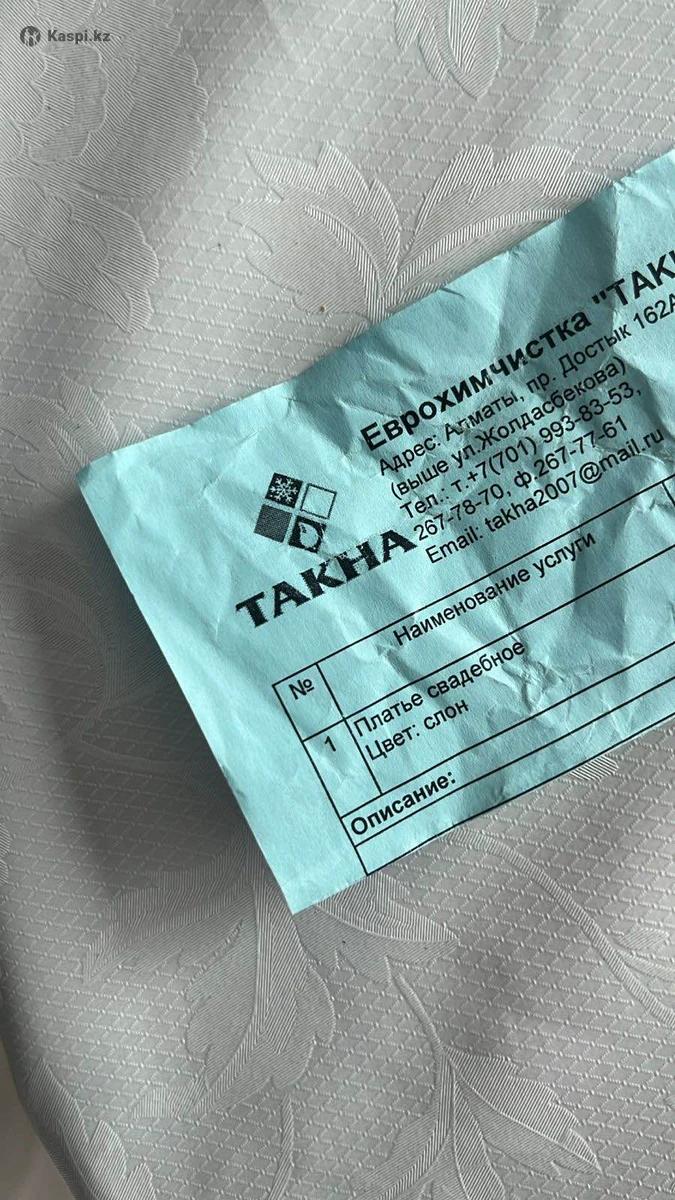 Kaspi.kz
Еврохимчистка "ТАК
Адрес: Алматы, пр. Достык 162А
(выше ул.Жолдасбекова)
Тел.: т.+7(701) 993-83-53,
267-78-70, ф.267-77-61
Email: takha2007@mail.ru
TAKHA
№ Наименование услуги
1 Платье свадебное
Цвет: слон
Описание: